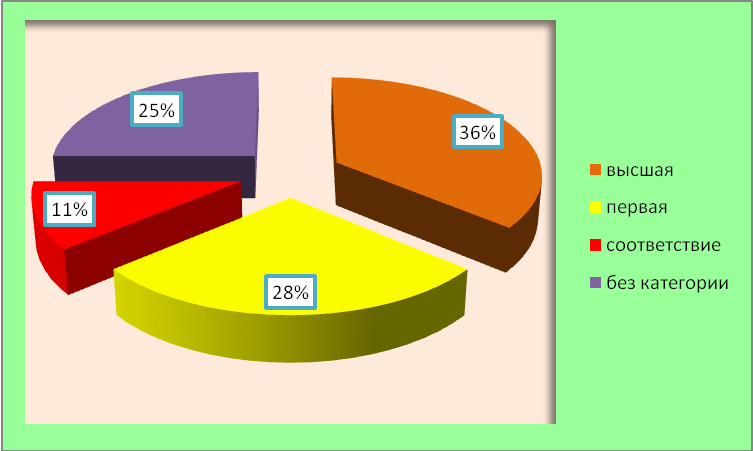 25%
36%
11%
28%
высшая
первая
соответствие
без категории